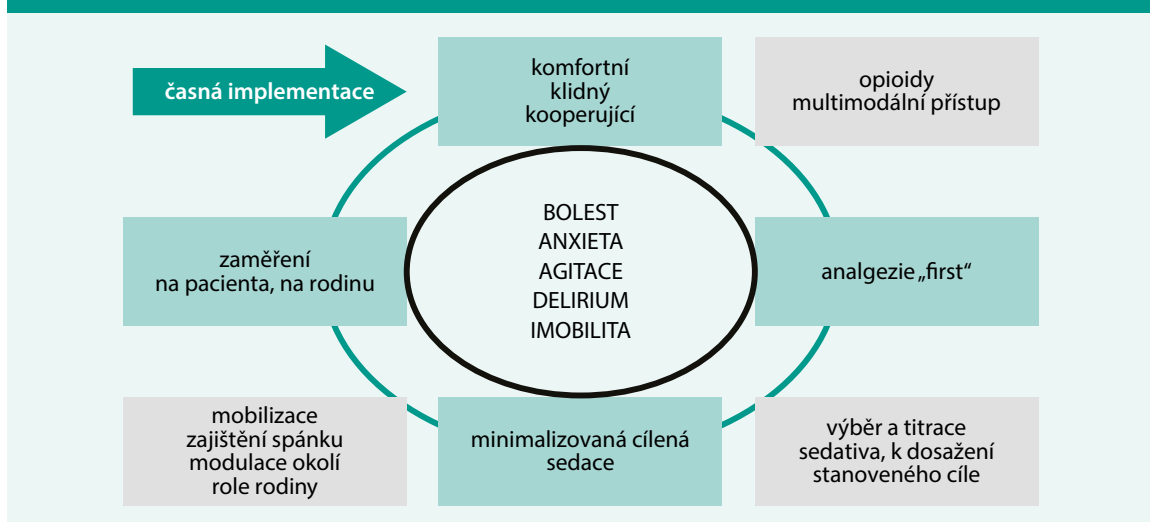 časná implementace
komfortní
klidný
kooperující
opioidy
multimodální přístup
zaměření
na pacienta, na rodinu
BOLEST
ANXIETA
AGITACE
DELIRIUM
IMOBILITA
analgezie „first“
mobilizace
zajištění spánku
modulace okolí
role rodiny
minimalizovaná cílená
sedace
výběr a titrace
sedativa, k dosažení
stanoveného cíle